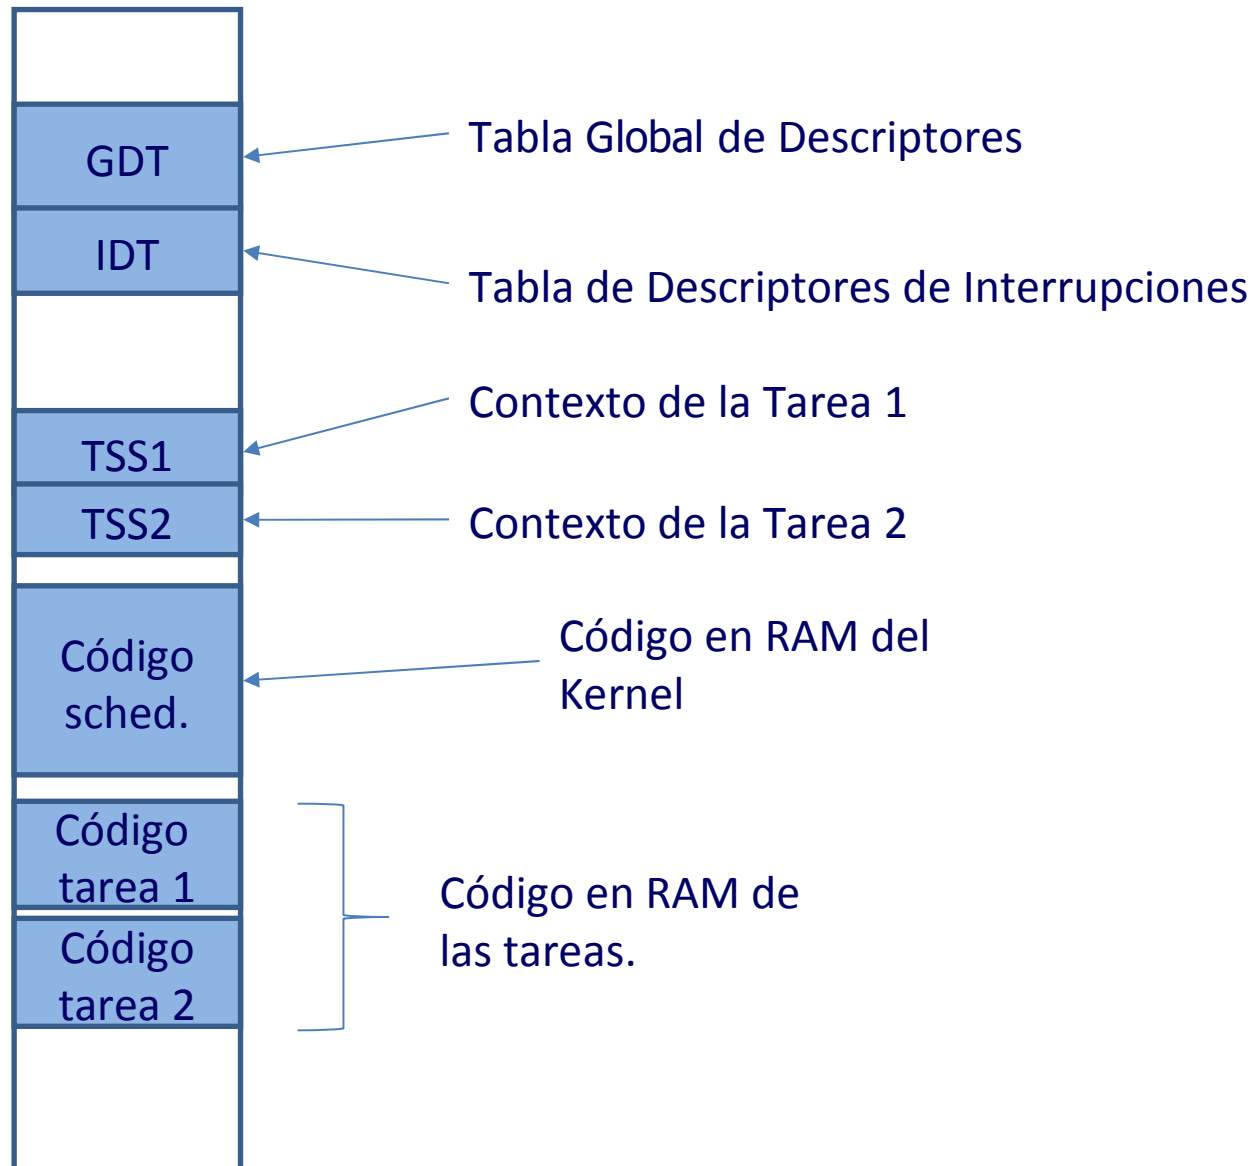 GDT
Tabla Global de Descriptores
IDT
Tabla de Descriptores de Interrupciones
TSS1
Contexto de la Tarea 1
TSS2
Contexto de la Tarea 2
Código
sched.
Código en RAM del
Kernel
Código
tarea 1
Código
tarea 2
Código en RAM de
las tareas.